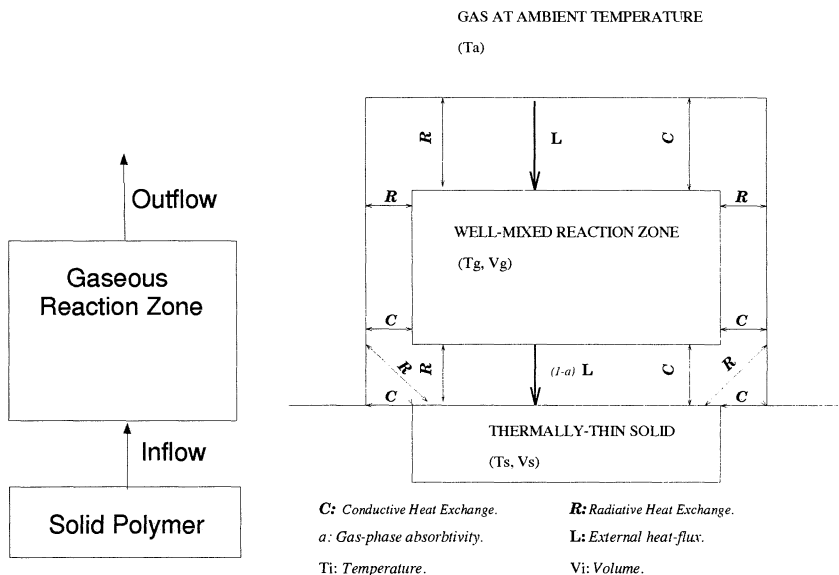 GAS AT AMBIENT TEMPERATURE
(Ta)
Outflow
Gaseous
Reaction Zone
Inflow
Solid Polymer
R
L
C
R
R
WELL-MIXED REACTION ZONE
(Tg, Vg)
C
C
R
R
(1-a) L
C
R
C
C
THERMALLY-THIN SOLID
(Ts, Vs)
C: Conductive Heat Exchange.
R: Radiative Heat Exchange.
a: Gas-phase absorbtivity.
L: External heat-flux.
Ti: Temperature.
Vi: Volume.